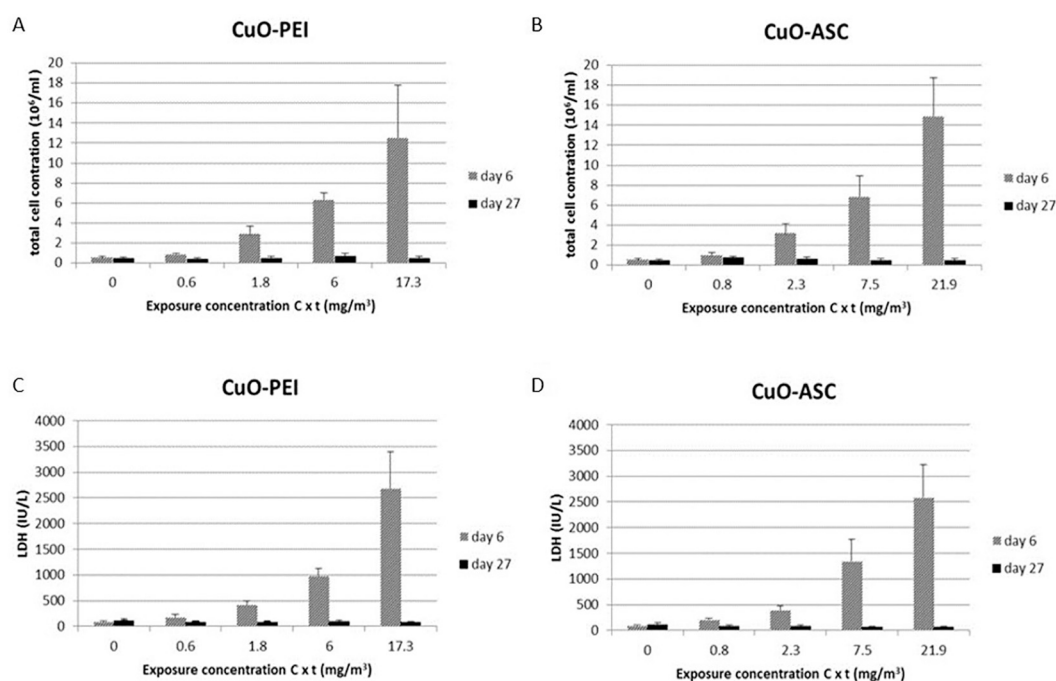 A
CuO-PEI
total cell contration (10⁶/ml)
20
18
16
14
12
10
8
6
4
2
0
0 0.6 1.8 6 17.3
Exposure concentration C x t (mg/m³)
day 6
day 27
B
CuO-ASC
total cell contration (10⁶/ml)
20
18
16
14
12
10
8
6
4
2
0
0 0.8 2.3 7.5 21.9
Exposure concentration C x t (mg/m³)
day 6
day 27
C
CuO-PEI
LDH (IU/L)
4000
3500
3000
2500
2000
1500
1000
500
0
0 0.6 1.8 6 17.3
Exposure concentration C x t (mg/m³)
day 6
day 27
D
CuO-ASC
LDH (IU/L)
4000
3500
3000
2500
2000
1500
1000
500
0
0 0.8 2.3 7.5 21.9
Exposure concentration C x t (mg/m³)
day 6
day 27